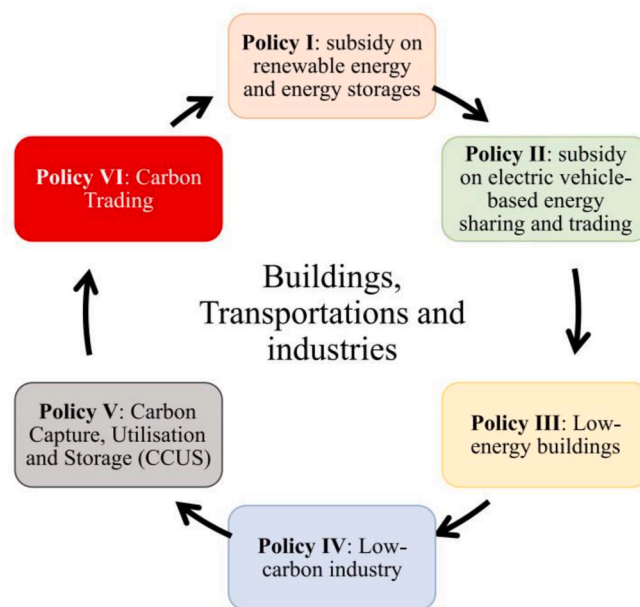 Policy I: subsidy on
renewable energy
and energy storages
Policy II: subsidy
on electric vehicle-
based energy
sharing and trading
Policy III: Low-
energy buildings
Policy IV: Low-
carbon industry
Policy V: Carbon
Capture, Utilisation
and Storage (CCUS)
Policy VI: Carbon
Trading
Buildings,
Transportations and
industries